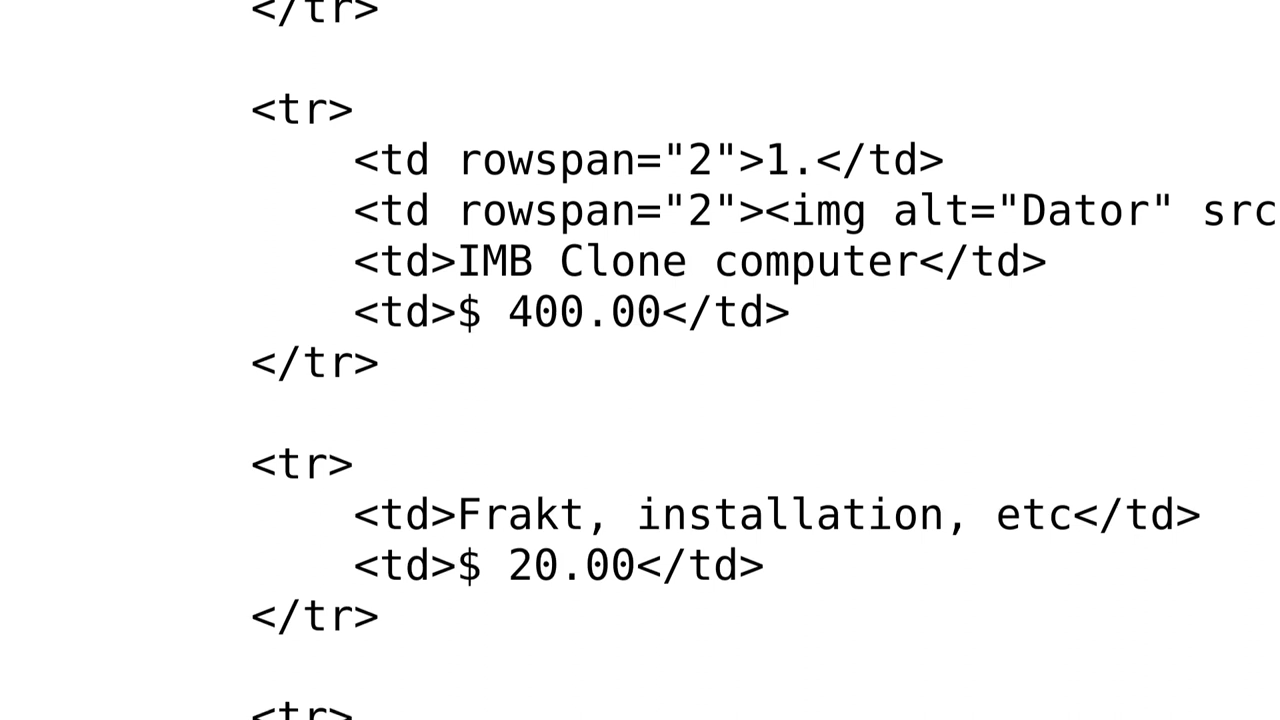 </tr>
<tr>
<td rowspan="2">1.</td>
<td rowspan="2"><img alt="Dator" src
<td>IMB Clone computer</td>
<td>$ 400.00</td>
</tr>
<tr>
<td>Frakt, installation, etc</td>
<td>$ 20.00</td>
</tr>
<tr>